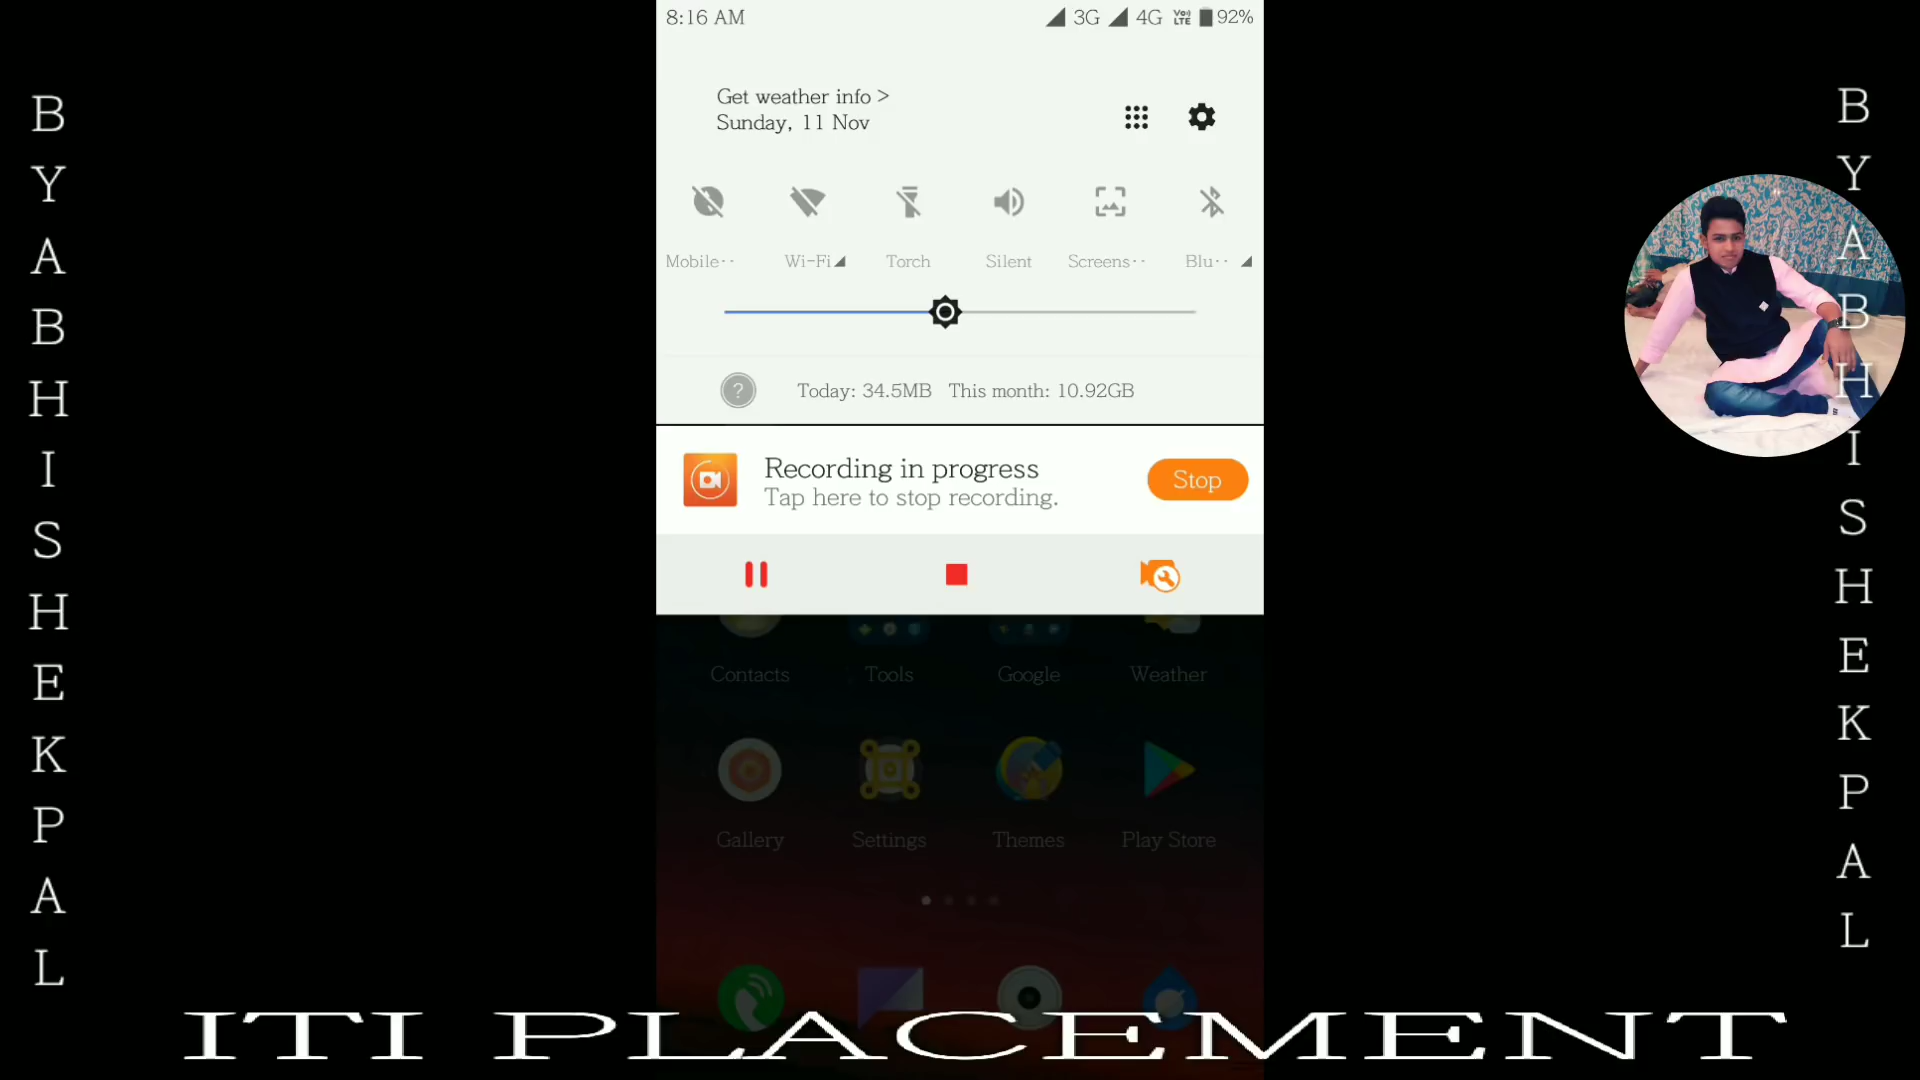 8:16 AM 3G 4G Vo)) LTE 92%
Get weather info >
Sunday, 11 Nov
Mobile·· Wi-Fi Torch Silent Screens·· Blu··
? Today: 34.5MB This month: 10.92GB
Recording in progress
Tap here to stop recording.
Stop
Contacts Tools Google Weather
Gallery Settings Themes Play Store
B
Y
A
B
H
I
S
H
E
K
P
A
L
B
Y
A
B
H
I
S
H
E
K
P
A
L
ITI PLACEMENT